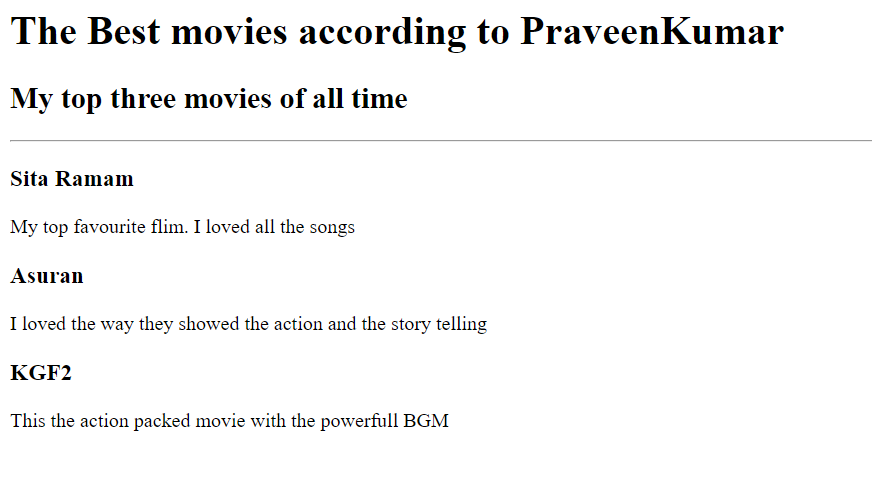 The Best movies according to PraveenKumar
My top three movies of all time
Sita Ramam
My top favourite flim. I loved all the songs
Asuran
I loved the way they showed the action and the story telling
KGF2
This the action packed movie with the powerfull BGM